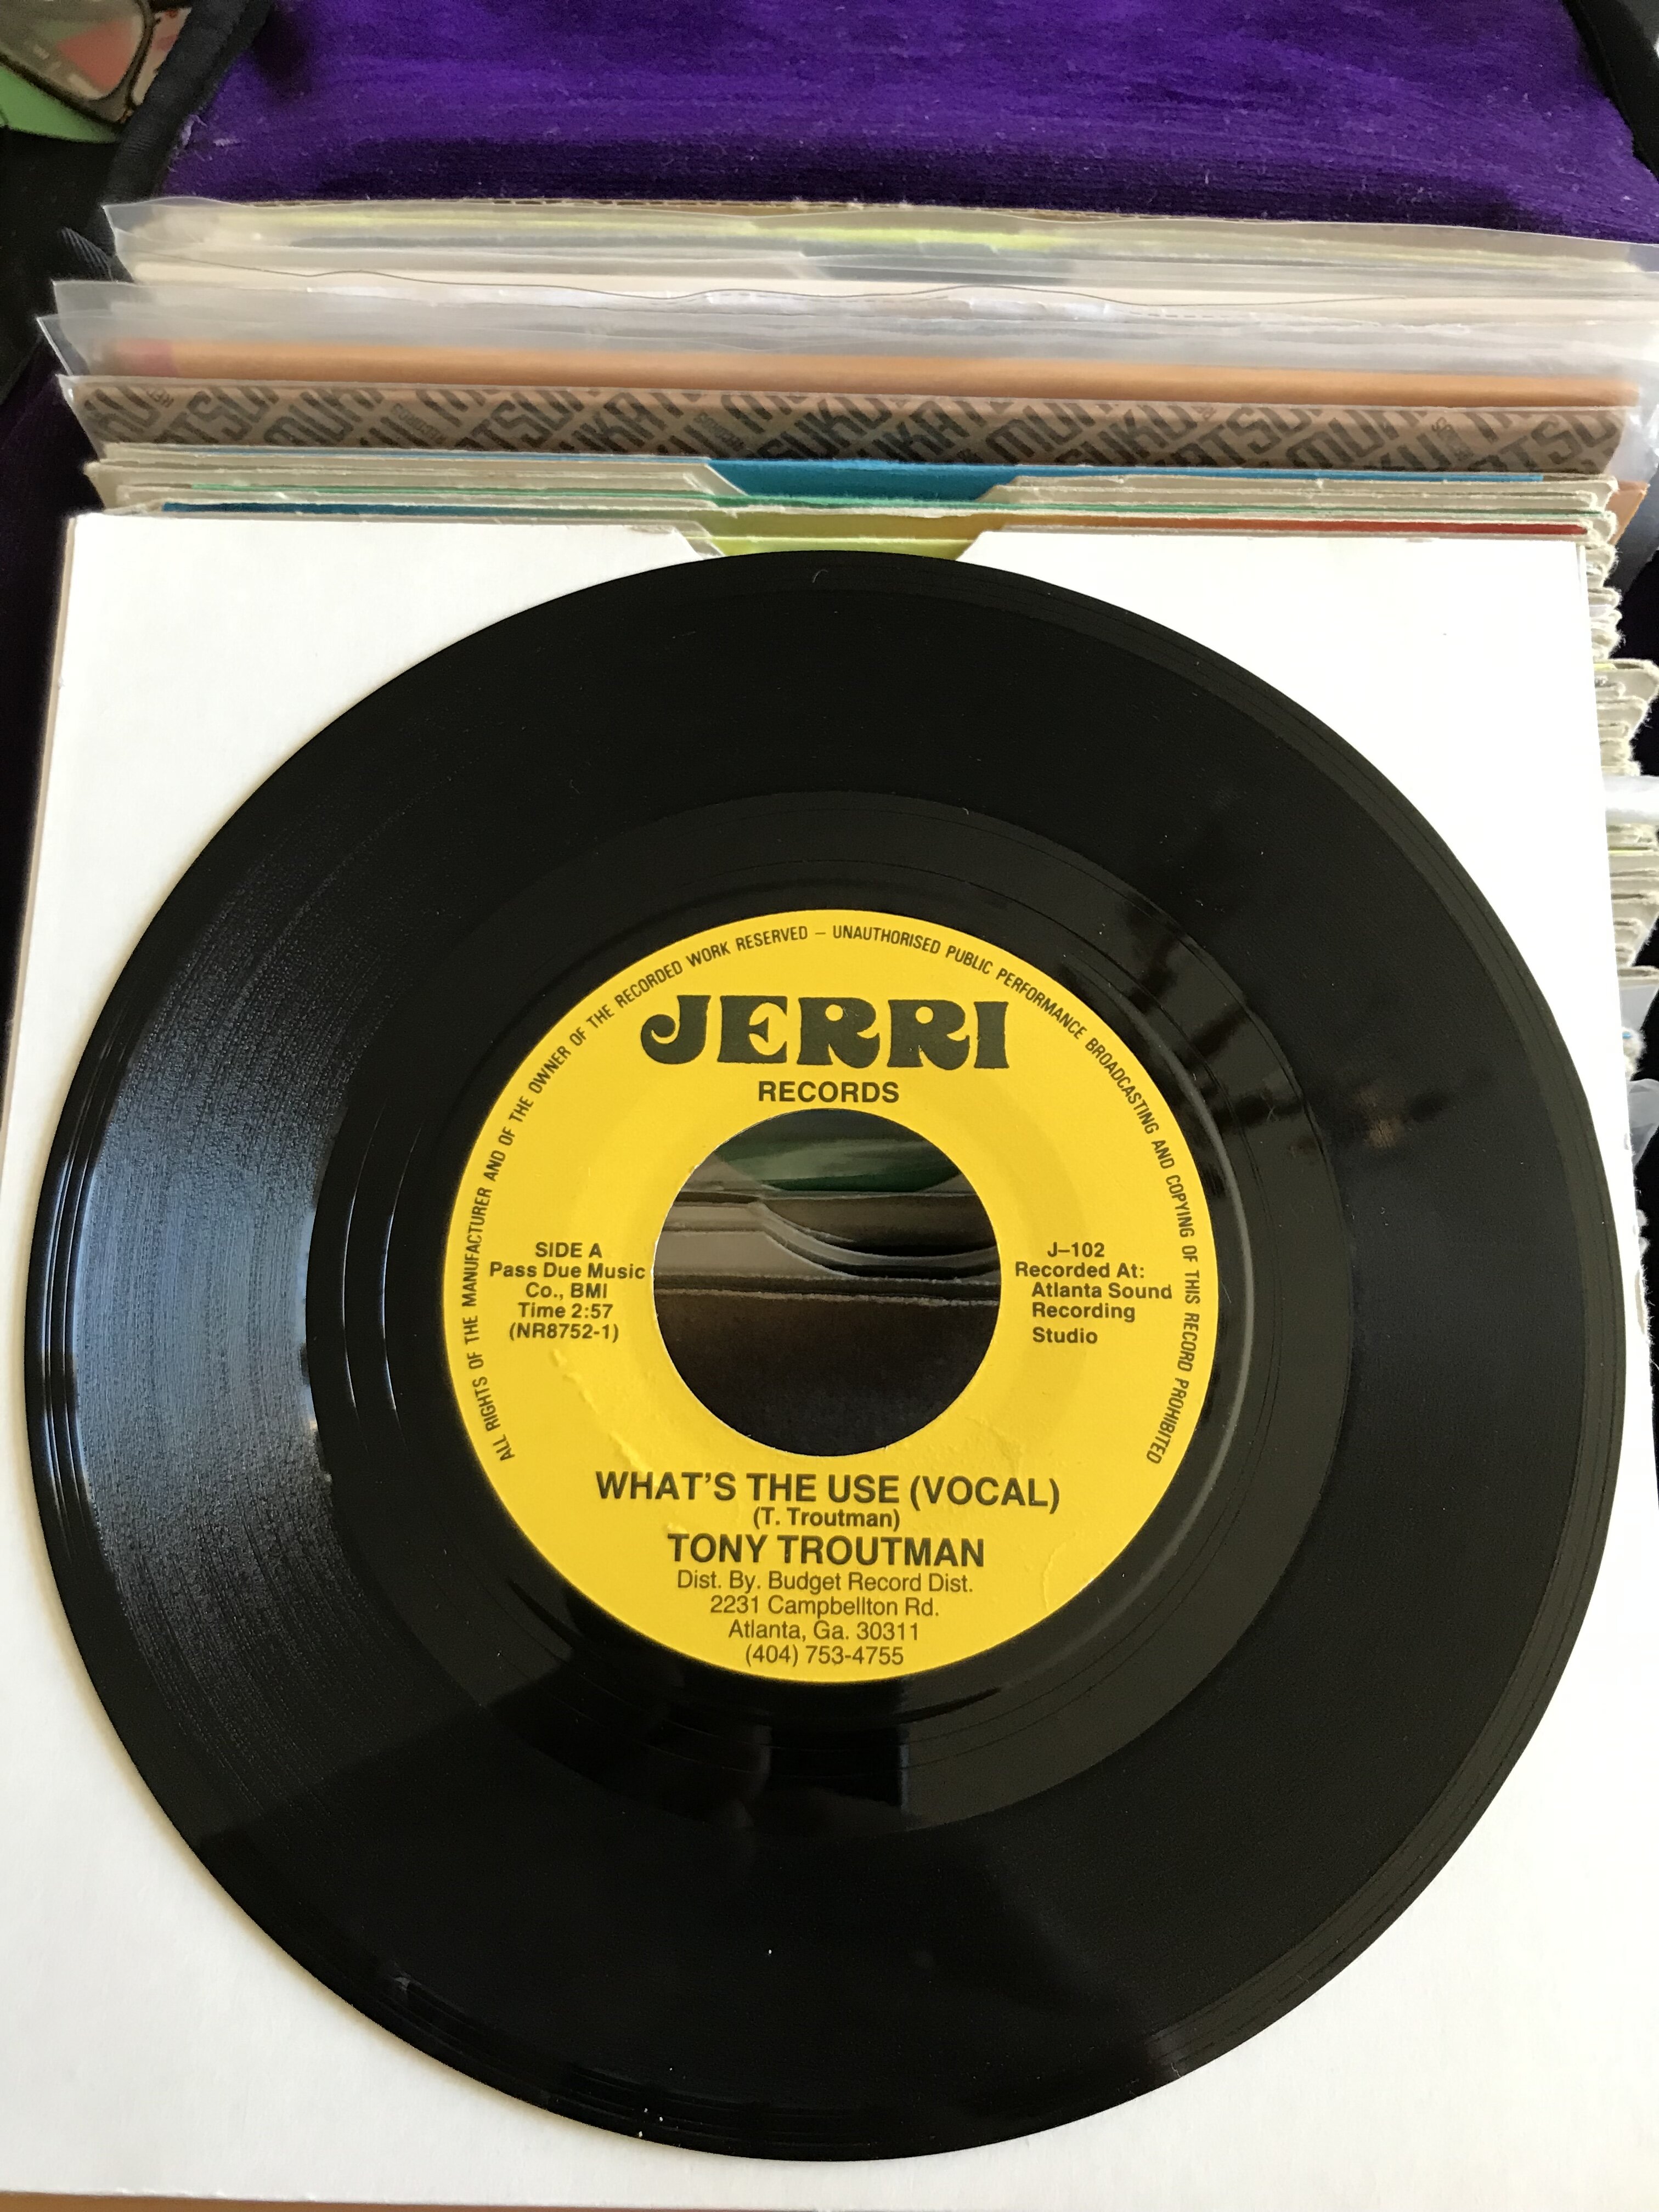 ALL RIGHTS OF THE MANUFACTURER AND OF THE OWNER OF THE RECORDED WORK RESERVED – UNAUTHORISED PUBLIC PERFORMANCE BROADCASTING AND COPYING OF THIS RECORD PROHIBITED
JERRI
RECORDS
SIDE A
Pass Due Music
Co., BMI
Time 2:57
(NR8752-1)
J–102
Recorded At:
Atlanta Sound
Recording
Studio
WHAT'S THE USE (VOCAL)
(T. Troutman)
TONY TROUTMAN
Dist. By. Budget Record Dist.
2231 Campbellton Rd.
Atlanta, Ga. 30311
(404) 753-4755